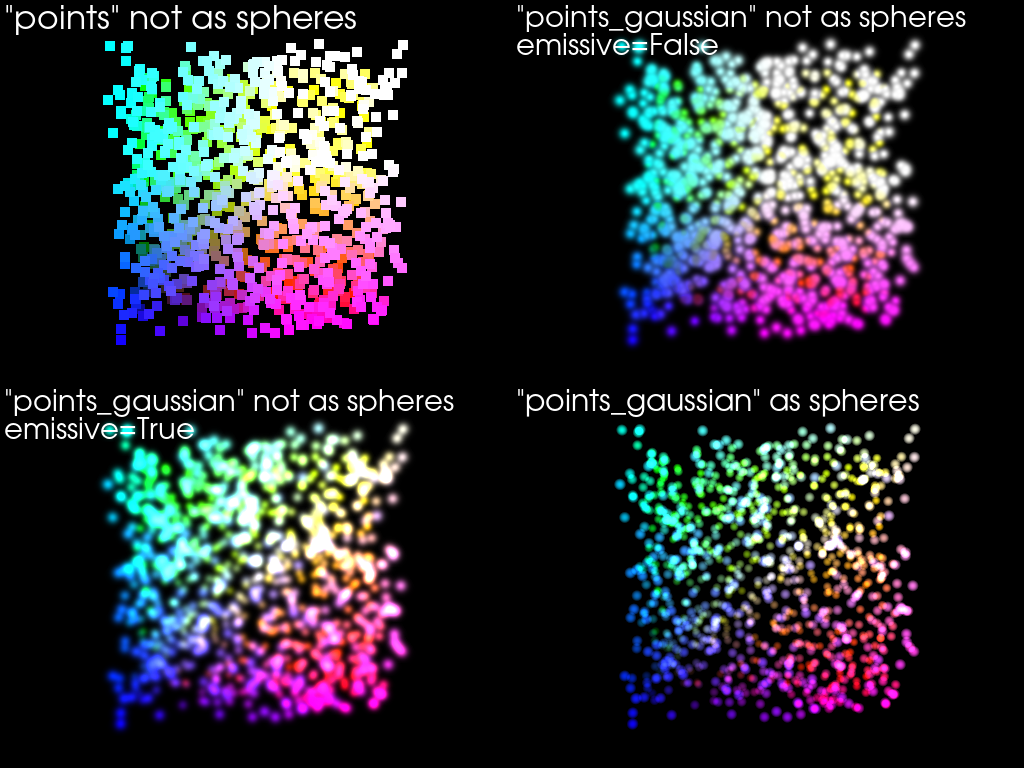 "points" not as spheres
"points_gaussian" not as spheres
emissive=False
"points_gaussian" not as spheres
emissive=True
"points_gaussian" as spheres